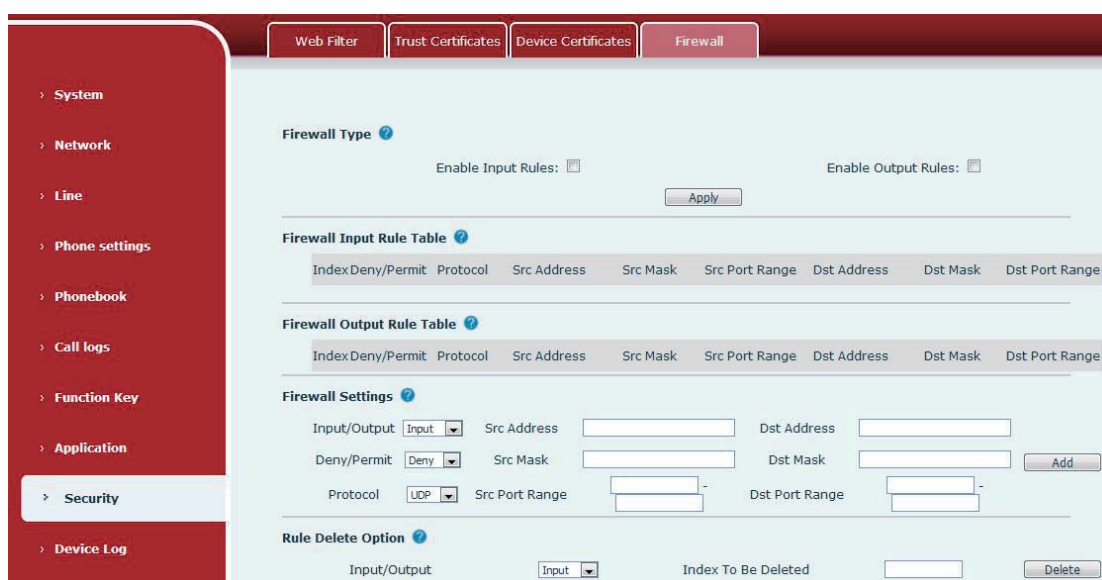 Web Filter Trust Certificates Device Certificates Firewall
System
Network
Line
Phone settings
Phonebook
Call logs
Function Key
Application
Security
Device Log
Firewall Type
Enable Input Rules: Enable Output Rules:
Apply
Firewall Input Rule Table
Index Deny/Permit Protocol Src Address Src Mask Src Port Range Dst Address Dst Mask Dst Port Range
Firewall Output Rule Table
Index Deny/Permit Protocol Src Address Src Mask Src Port Range Dst Address Dst Mask Dst Port Range
Firewall Settings
Input/Output Input Src Address Dst Address
Deny/Permit Deny Src Mask Dst Mask Add
Protocol UDP Src Port Range - Dst Port Range -
Rule Delete Option
Input/Output Input Index To Be Deleted Delete